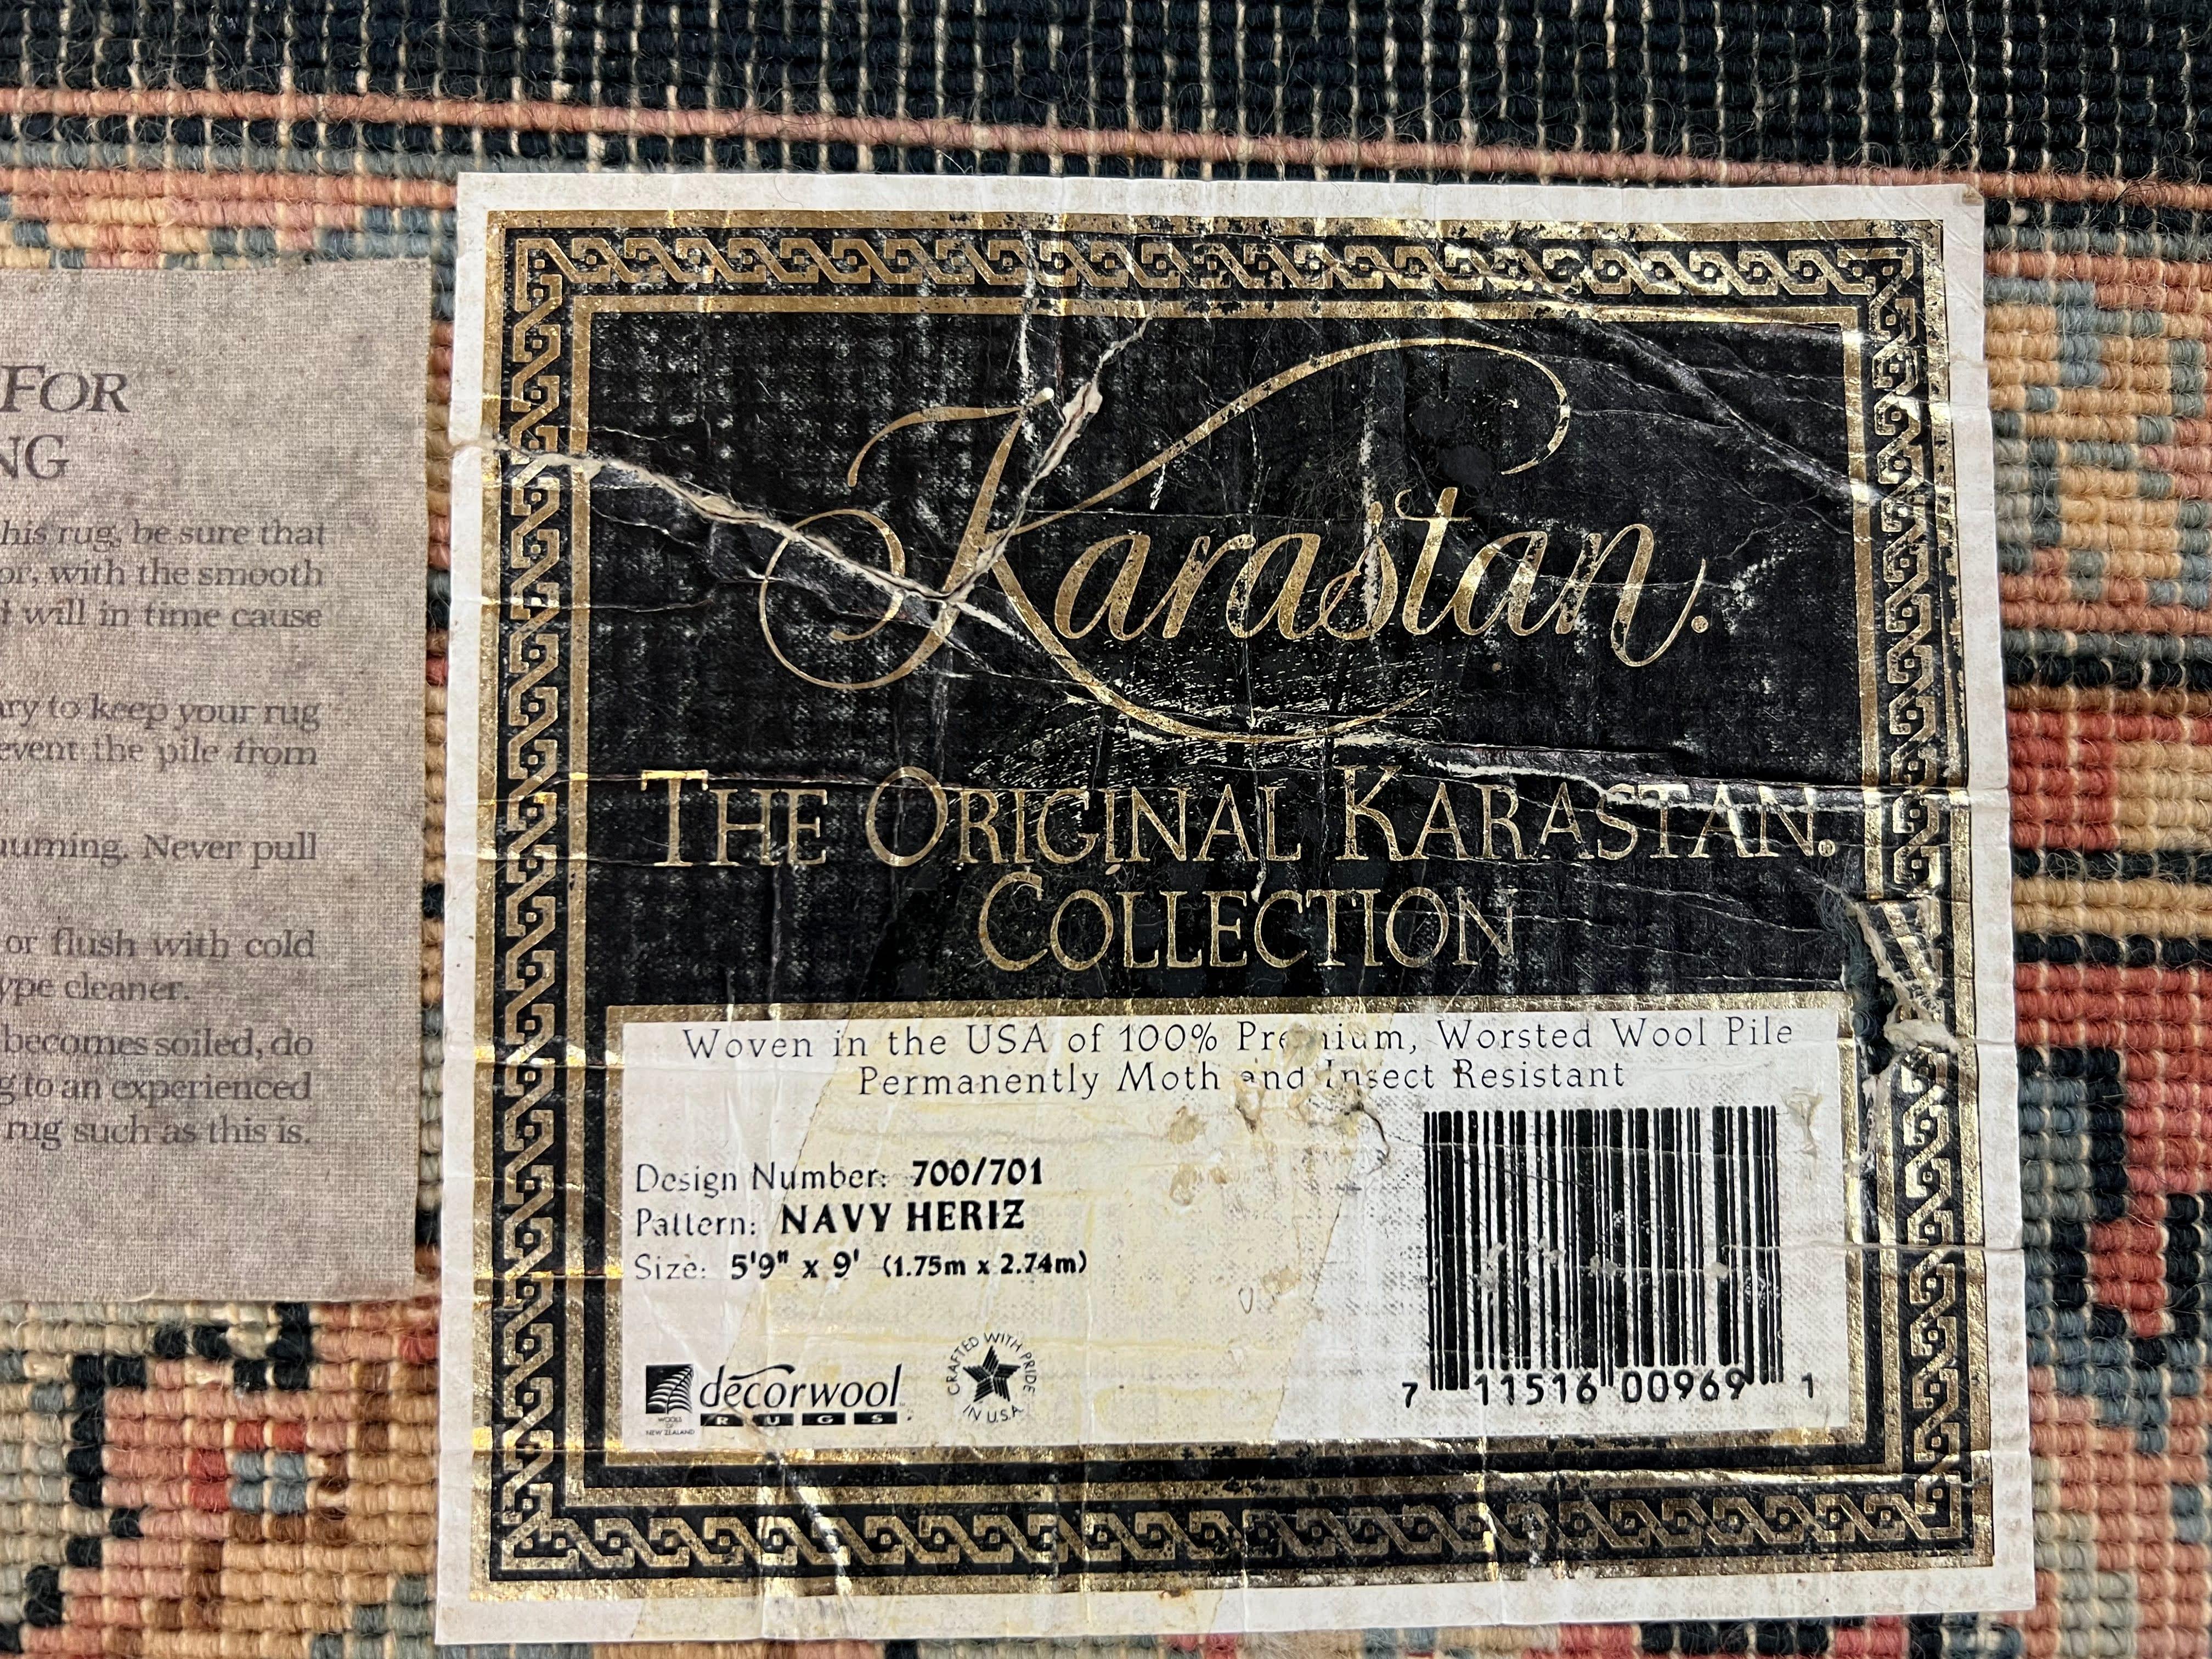 FOR
NG
his rug, be sure that
or, with the smooth
will in time cause
ary to keep your rug
event the pile from
uuming. Never pull
or flush with cold
ype cleaner.
becomes soiled, do
g to an experienced
rug such as this is.
Karastan.
THE ORIGINAL KARASTAN.
COLLECTION
Woven in the USA of 100% Premium, Worsted Wool Pile
Permanently Moth and Insect Resistant
Design Number: 700/701
Pattern: NAVY HERIZ
Size: 5'9" x 9' (1.75m x 2.74m)
decorwool
RUGS
WOOLS
OF
NEW ZEALAND
CRAFTED WITH PRIDE
IN U.S.A.
7 11516 00969 1